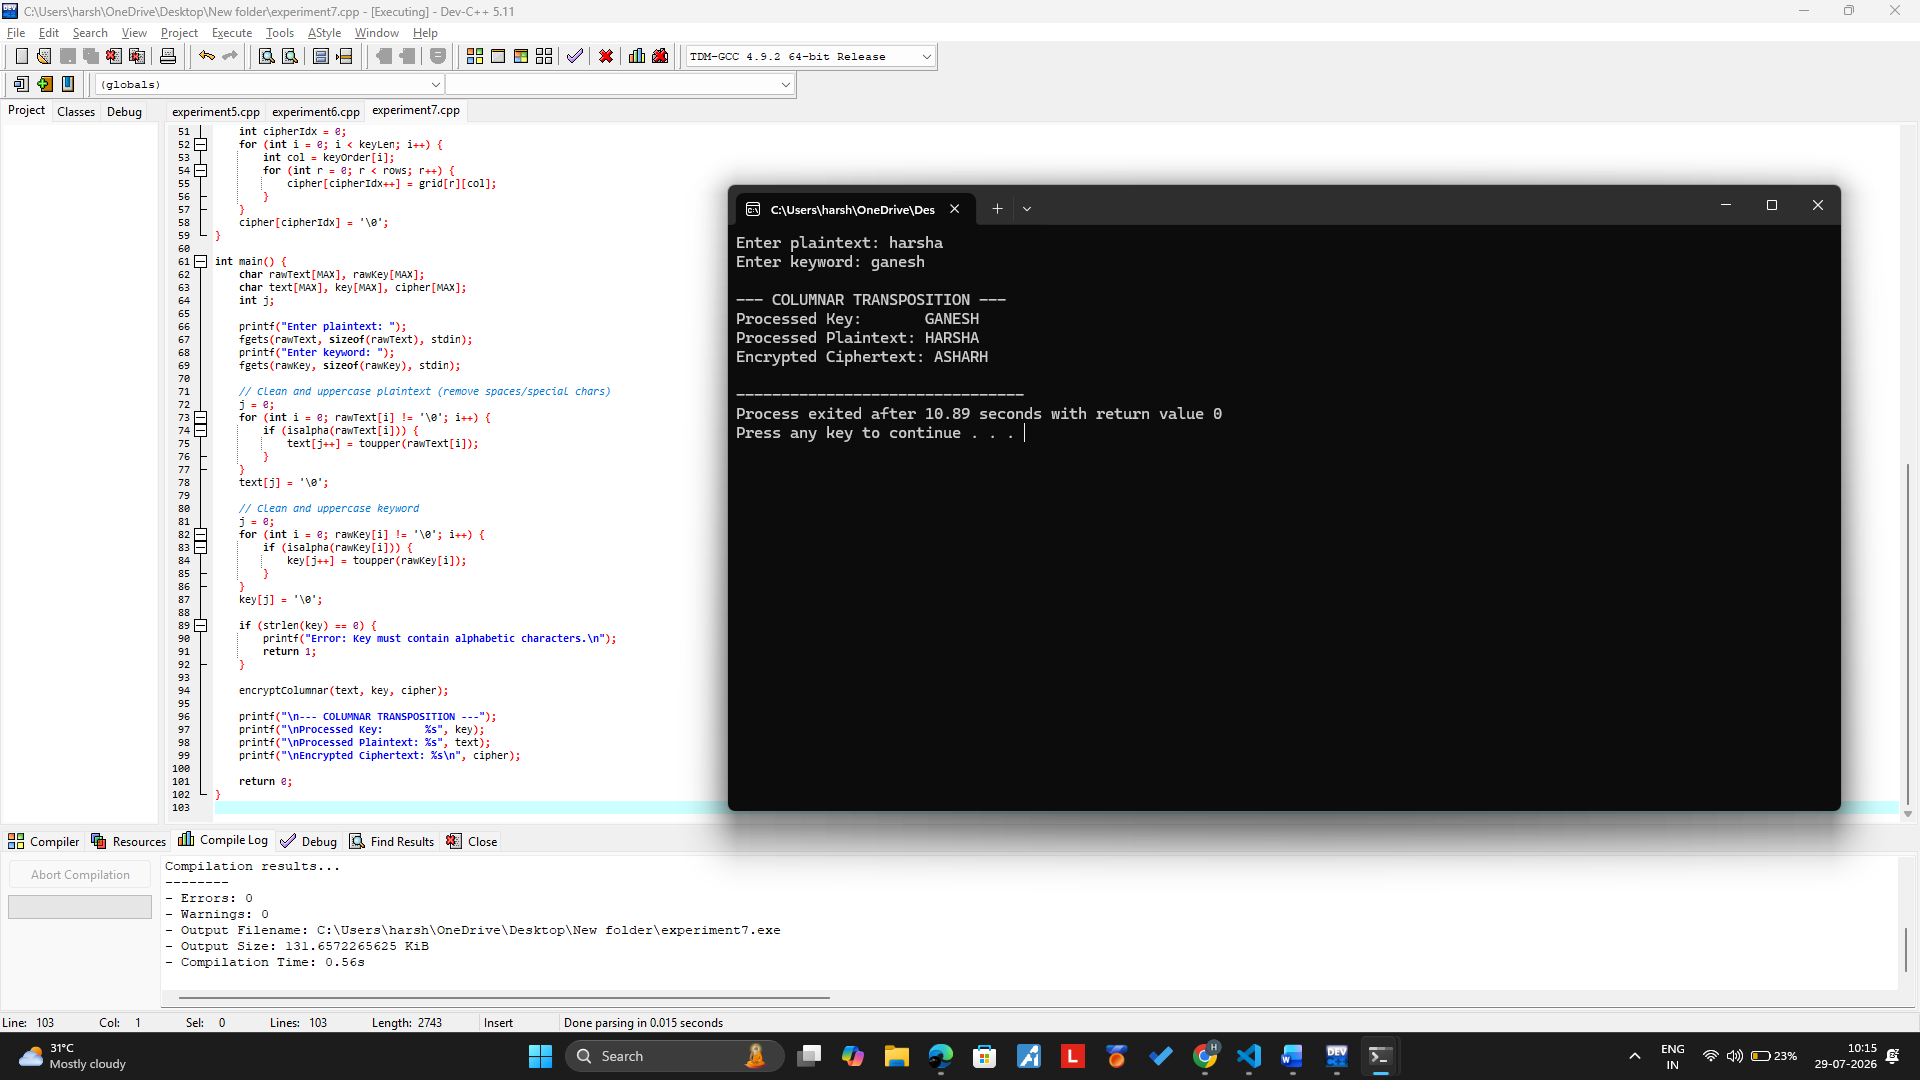 C:\Users\harsh\OneDrive\Desktop\New folder\experiment7.cpp - [Executing] - Dev-C++ 5.11
File Edit Search View Project Execute Tools AStyle Window Help
TDM-GCC 4.9.2 64-bit Release
(globals)
Project Classes Debug
experiment5.cpp experiment6.cpp experiment7.cpp
51 int cipherIdx = 0;
52 for (int i = 0; i < keyLen; i++) {
53 int col = keyOrder[i];
54 for (int r = 0; r < rows; r++) {
55 cipher[cipherIdx++] = grid[r][col];
56 }
57 }
58 cipher[cipherIdx] = '\0';
59 }
60
61 int main() {
62 char rawText[MAX], rawKey[MAX];
63 char text[MAX], key[MAX], cipher[MAX];
64 int j;
65
66 printf("Enter plaintext: ");
67 fgets(rawText, sizeof(rawText), stdin);
68 printf("Enter keyword: ");
69 fgets(rawKey, sizeof(rawKey), stdin);
70
71 // Clean and uppercase plaintext (remove spaces/special chars)
72 j = 0;
73 for (int i = 0; rawText[i] != '\0'; i++) {
74 if (isalpha(rawText[i])) {
75 text[j++] = toupper(rawText[i]);
76 }
77 }
78 text[j] = '\0';
79
80 // Clean and uppercase keyword
81 j = 0;
82 for (int i = 0; rawKey[i] != '\0'; i++) {
83 if (isalpha(rawKey[i])) {
84 key[j++] = toupper(rawKey[i]);
85 }
86 }
87 key[j] = '\0';
88
89 if (strlen(key) == 0) {
90 printf("Error: Key must contain alphabetic characters.\n");
91 return 1;
92 }
93
94 encryptColumnar(text, key, cipher);
95
96 printf("\n--- COLUMNAR TRANSPOSITION ---");
97 printf("\nProcessed Key:       %s", key);
98 printf("\nProcessed Plaintext: %s", text);
99 printf("\nEncrypted Ciphertext: %s\n", cipher);
100
101 return 0;
102 }
103
C:\Users\harsh\OneDrive\Des
Enter plaintext: harsha
Enter keyword: ganesh
--- COLUMNAR TRANSPOSITION ---
Processed Key:       GANESH
Processed Plaintext: HARSHA
Encrypted Ciphertext: ASHARH
--------------------------------
Process exited after 10.89 seconds with return value 0
Press any key to continue . . .
Compiler Resources Compile Log Debug Find Results Close
Abort Compilation
Compilation results...
--------
- Errors: 0
- Warnings: 0
- Output Filename: C:\Users\harsh\OneDrive\Desktop\New folder\experiment7.exe
- Output Size: 131.6572265625 KiB
- Compilation Time: 0.56s
Line: 103 Col: 1 Sel: 0 Lines: 103 Length: 2743 Insert Done parsing in 0.015 seconds
31°C
Mostly cloudy
Search
ENG
IN
23%
10:15
29-07-2026